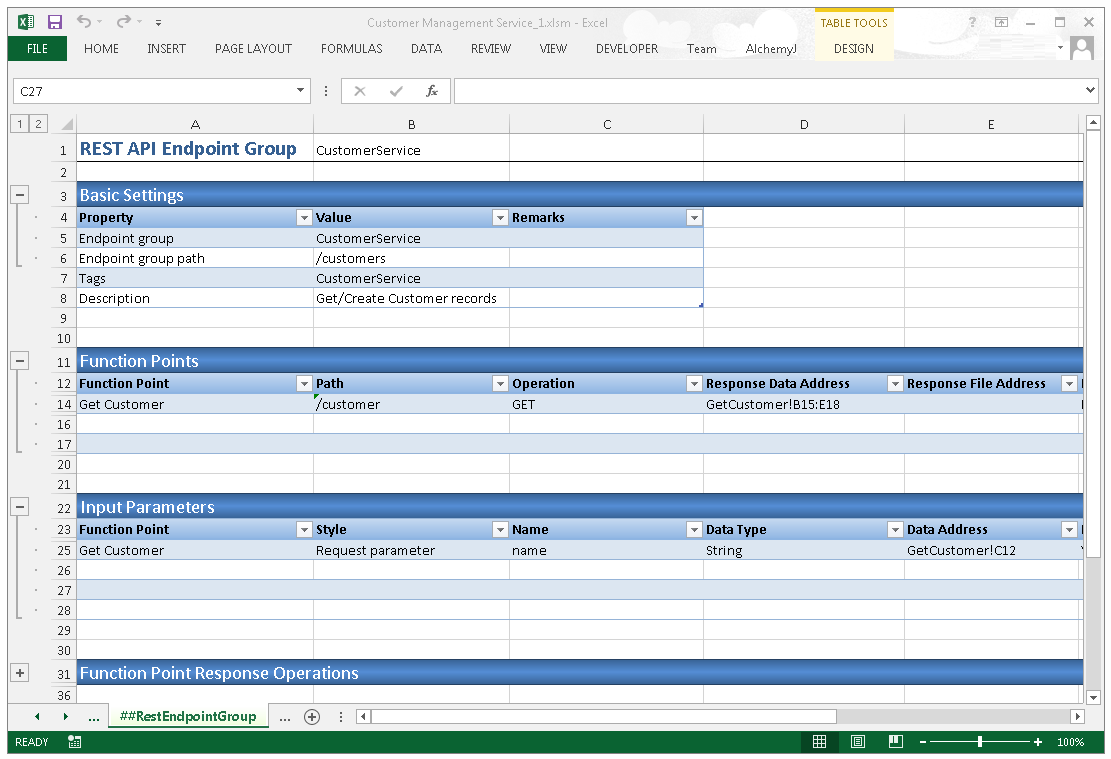 Customer Management Service_1.xlsm - Excel
TABLE TOOLS
?
FILE HOME INSERT PAGE LAYOUT FORMULAS DATA REVIEW VIEW DEVELOPER Team AlchemyJ DESIGN
C27 fx
1 2 A B C D E
1 REST API Endpoint Group CustomerService
2
3 Basic Settings
4 Property Value Remarks
5 Endpoint group CustomerService
6 Endpoint group path /customers
7 Tags CustomerService
8 Description Get/Create Customer records
9
10
11 Function Points
12 Function Point Path Operation Response Data Address Response File Address
14 Get Customer /customer GET GetCustomer!B15:E18
16
17
20
21
22 Input Parameters
23 Function Point Style Name Data Type Data Address
25 Get Customer Request parameter name String GetCustomer!C12
26
27
28
29
30
31 Function Point Response Operations
36
... ##RestEndpointGroup ...
READY 100%